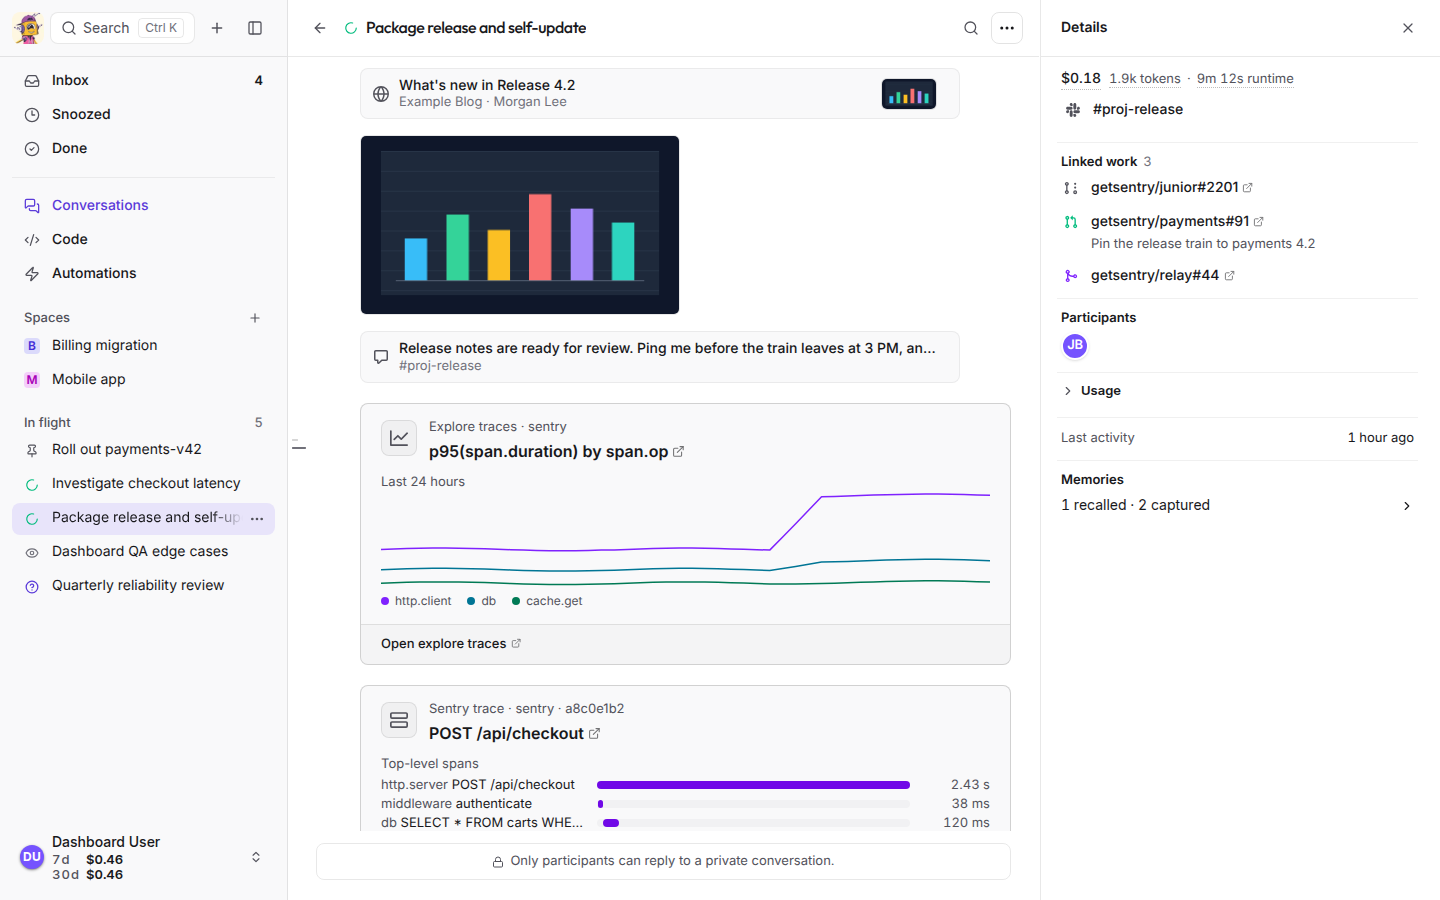 Search
Ctrl K
Inbox
4
Snoozed
Done
Conversations
Code
Automations
Spaces
B
Billing migration
M
Mobile app
In flight
5
Roll out payments-v42
Investigate checkout latency
Package release and self-up
Dashboard QA edge cases
Quarterly reliability review
DU
Dashboard User
7d $0.46
30d $0.46
Package release and self-update
What's new in Release 4.2
Example Blog · Morgan Lee
Release notes are ready for review. Ping me before the train leaves at 3 PM, an...
#proj-release
Explore traces · sentry
p95(span.duration) by span.op
Last 24 hours
http.client
db
cache.get
Open explore traces
Sentry trace · sentry · a8c0e1b2
POST /api/checkout
Top-level spans
http.server POST /api/checkout 2.43 s
middleware authenticate 38 ms
db SELECT * FROM carts WHE... 120 ms
Only participants can reply to a private conversation.
Details
$0.18 1.9k tokens · 9m 12s runtime
#proj-release
Linked work 3
getsentry/junior#2201
getsentry/payments#91
Pin the release train to payments 4.2
getsentry/relay#44
Participants
JB
Usage
Last activity 1 hour ago
Memories
1 recalled · 2 captured